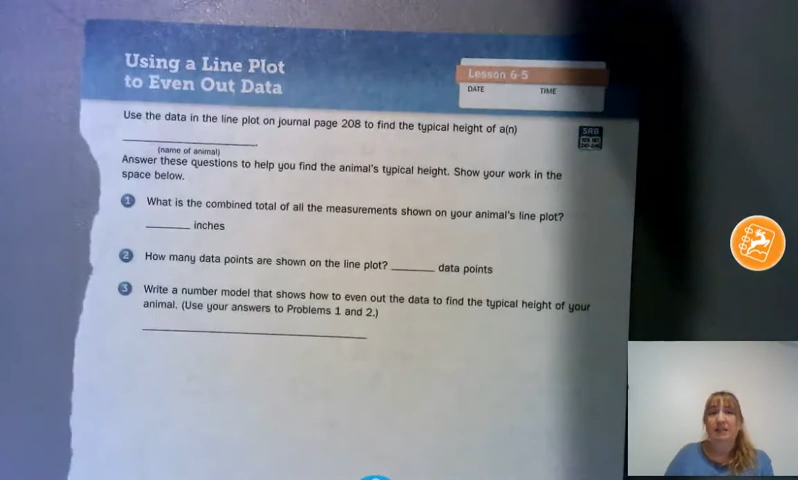 Using a Line Plot
to Even Out Data
Lesson 6-5
DATE TIME
Use the data in the line plot on journal page 208 to find the typical height of a(n)
SRB
(name of animal)
Answer these questions to help you find the animal's typical height. Show your work in the
space below.
1 What is the combined total of all the measurements shown on your animal's line plot?
inches
2 How many data points are shown on the line plot? data points
3 Write a number model that shows how to even out the data to find the typical height of your
animal. (Use your answers to Problems 1 and 2.)